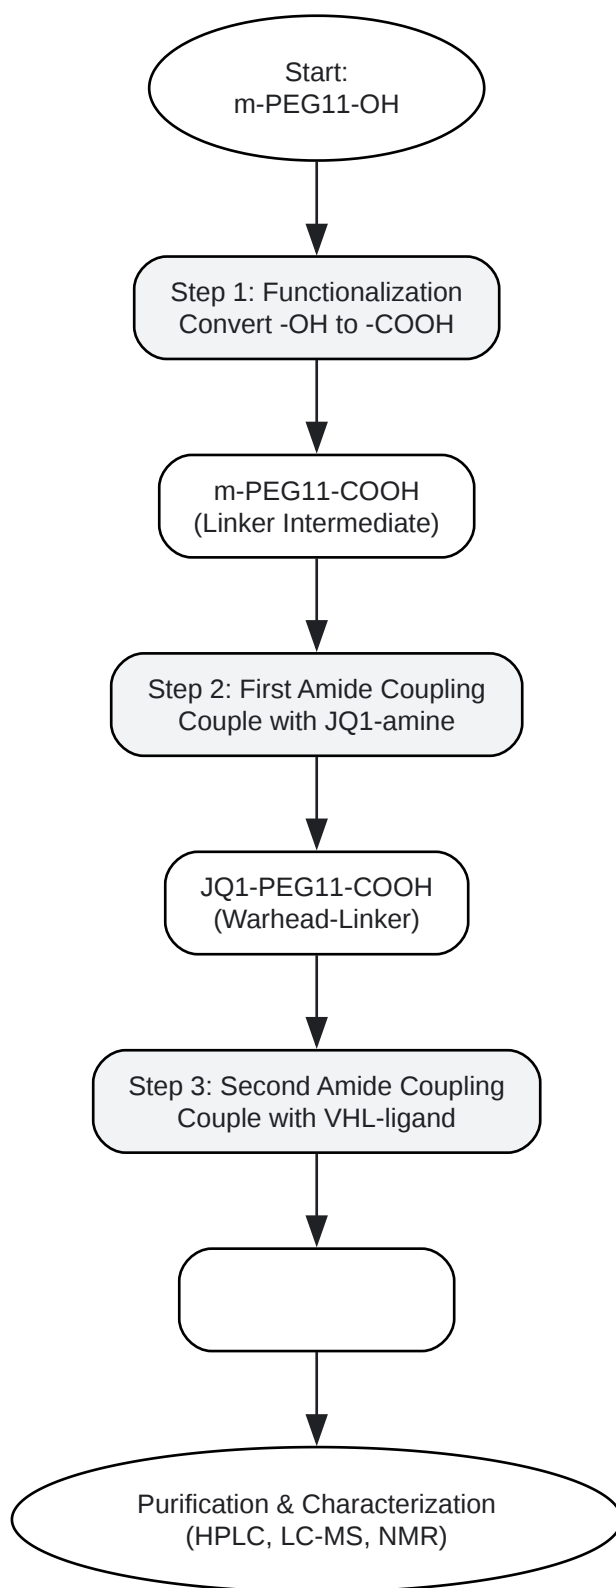 Start:
m-PEG11-OH
Step 1: Functionalization
Convert -OH to -COOH
m-PEG11-COOH
(Linker Intermediate)
Step 2: First Amide Coupling
Couple with JQ1-amine
JQ1-PEG11-COOH
(Warhead-Linker)
Step 3: Second Amide Coupling
Couple with VHL-ligand
Purification & Characterization
(HPLC, LC-MS, NMR)